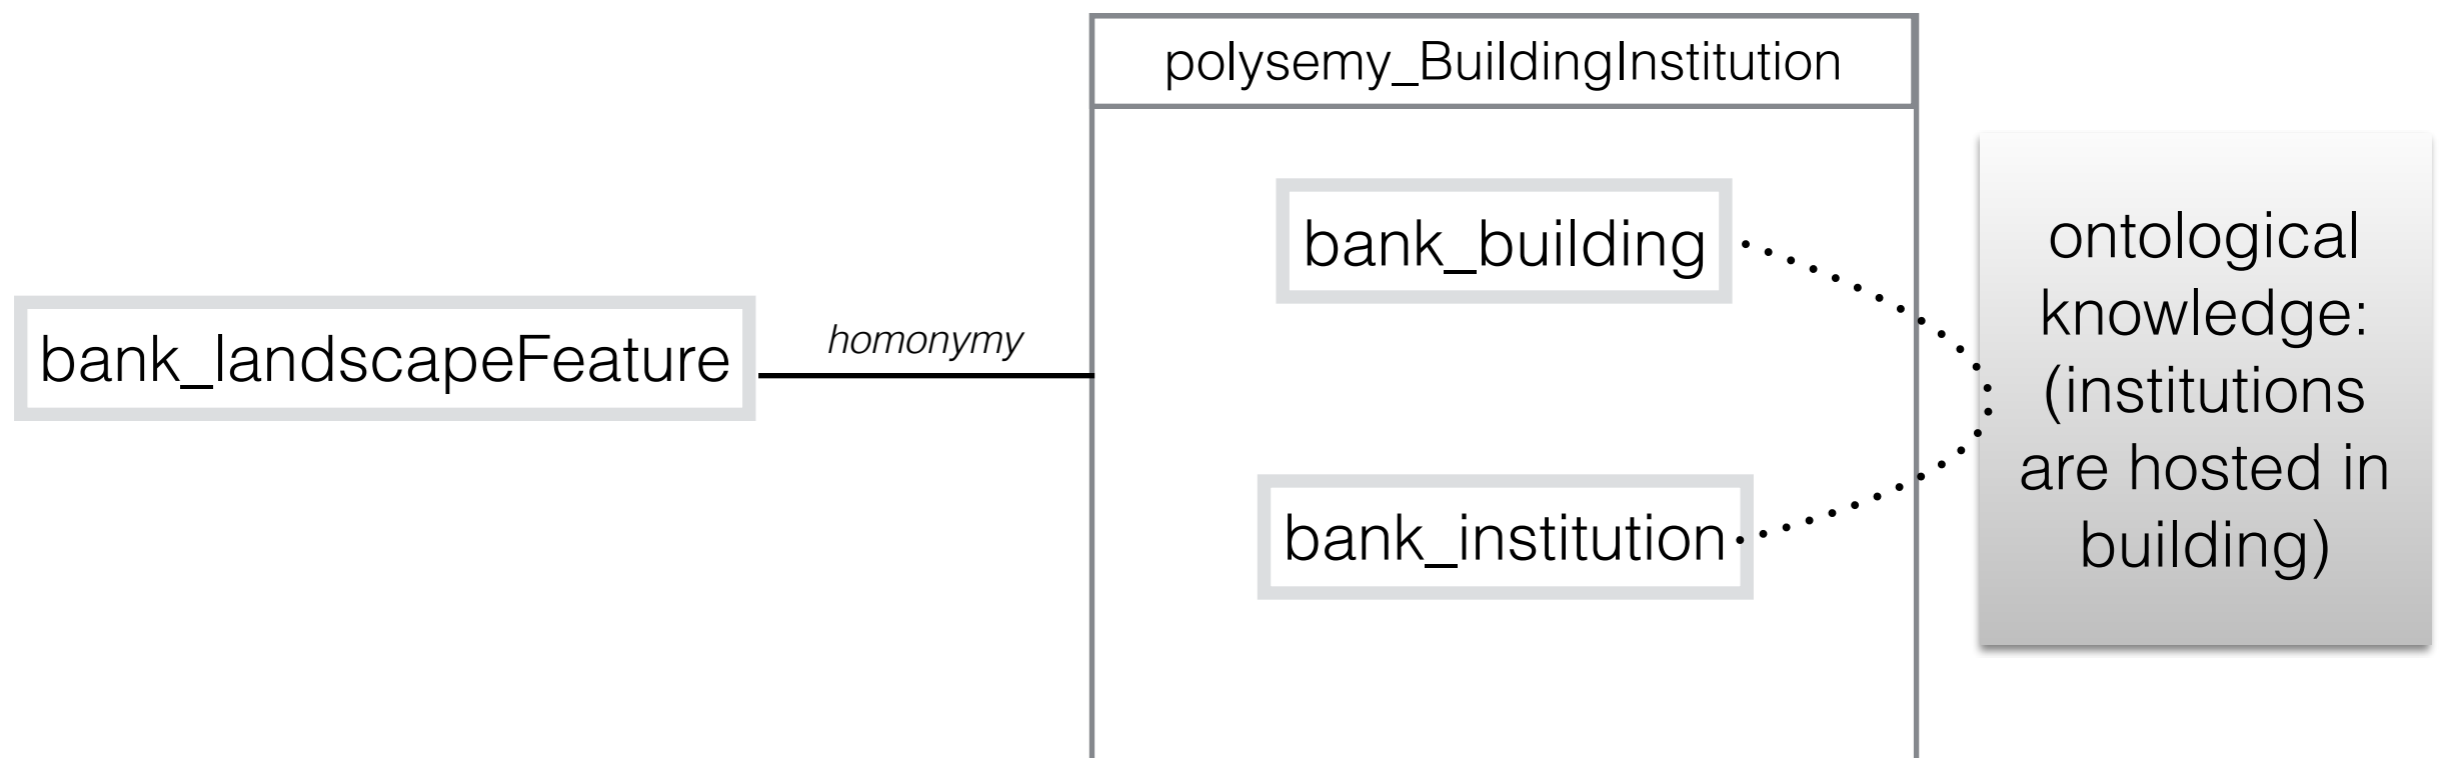 polysemy_BuildingInstitution
bank_building
bank_landscapeFeature
homonymy
bank_institution
ontological
knowledge:
(institutions
are hosted in
building)